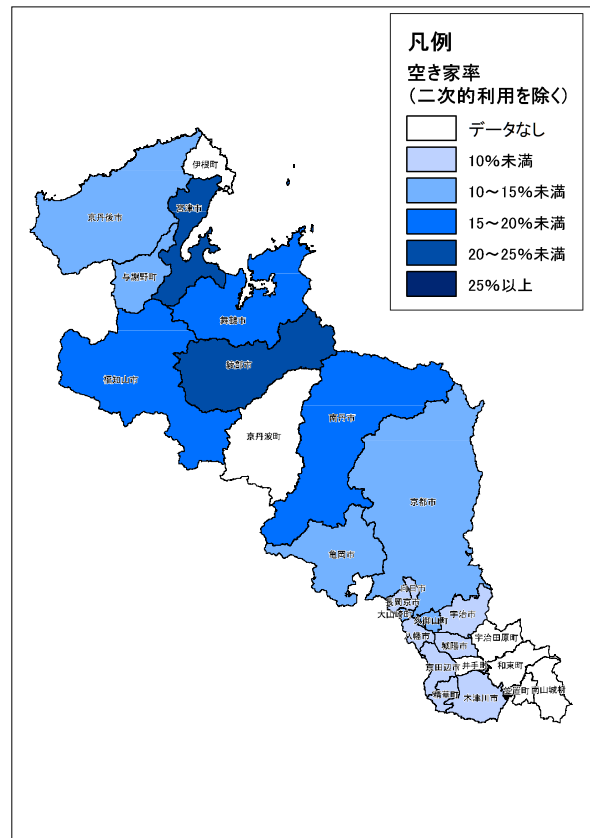 凡例
空き家率
(二次的利用を除く)
データなし
10%未満
10～15%未満
15～20%未満
20～25%未満
25%以上
伊根町
京丹後市
宮津市
与謝野町
舞鶴市
綾部市
福知山市
京丹波町
南丹市
京都市
亀岡市
向日市
長岡京市
大山崎町
久御山町
宇治市
八幡市
城陽市
宇治田原町
京田辺市
井手町
和束町
精華町
木津川市
笠置町
南山城村